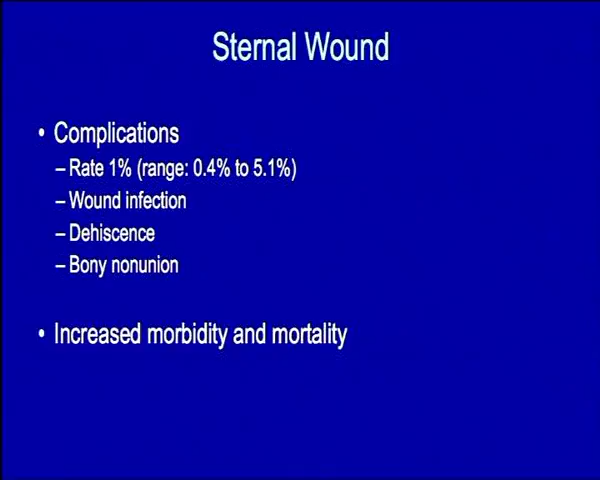 Sternal Wound
• Complications
– Rate 1% (range: 0.4% to 5.1%)
– Wound infection
– Dehiscence
– Bony nonunion
• Increased morbidity and mortality